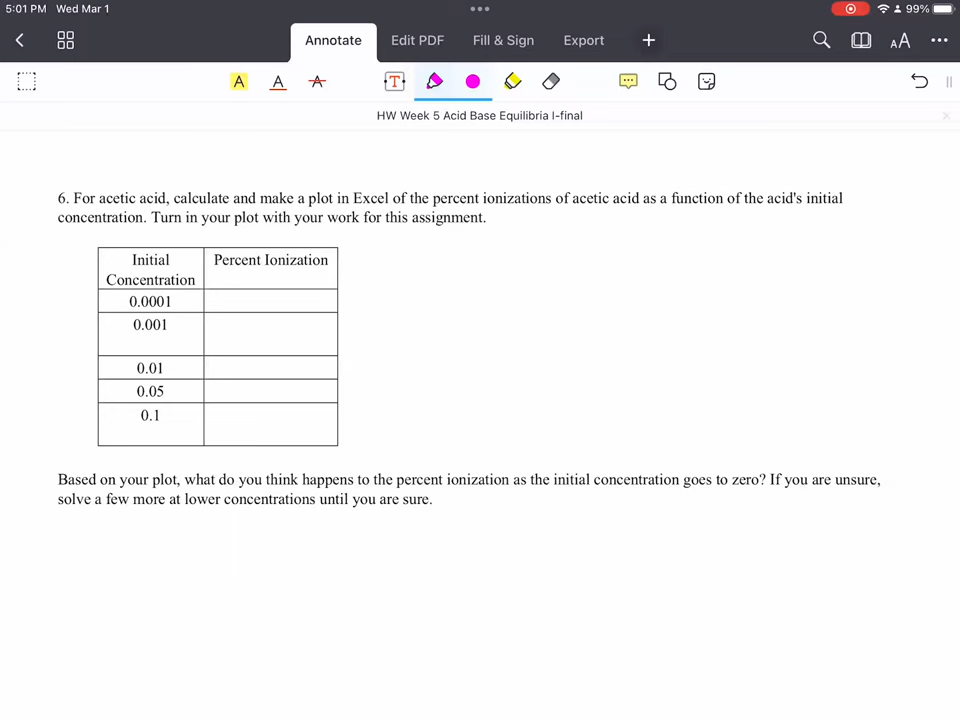 5:01 PM Wed Mar 1
99%
Annotate Edit PDF Fill & Sign Export
AA
A A A T
HW Week 5 Acid Base Equilibria I-final
6. For acetic acid, calculate and make a plot in Excel of the percent ionizations of acetic acid as a function of the acid's initial
concentration. Turn in your plot with your work for this assignment.
Initial Concentration Percent Ionization
0.0001
0.001
0.01
0.05
0.1
Based on your plot, what do you think happens to the percent ionization as the initial concentration goes to zero? If you are unsure,
solve a few more at lower concentrations until you are sure.